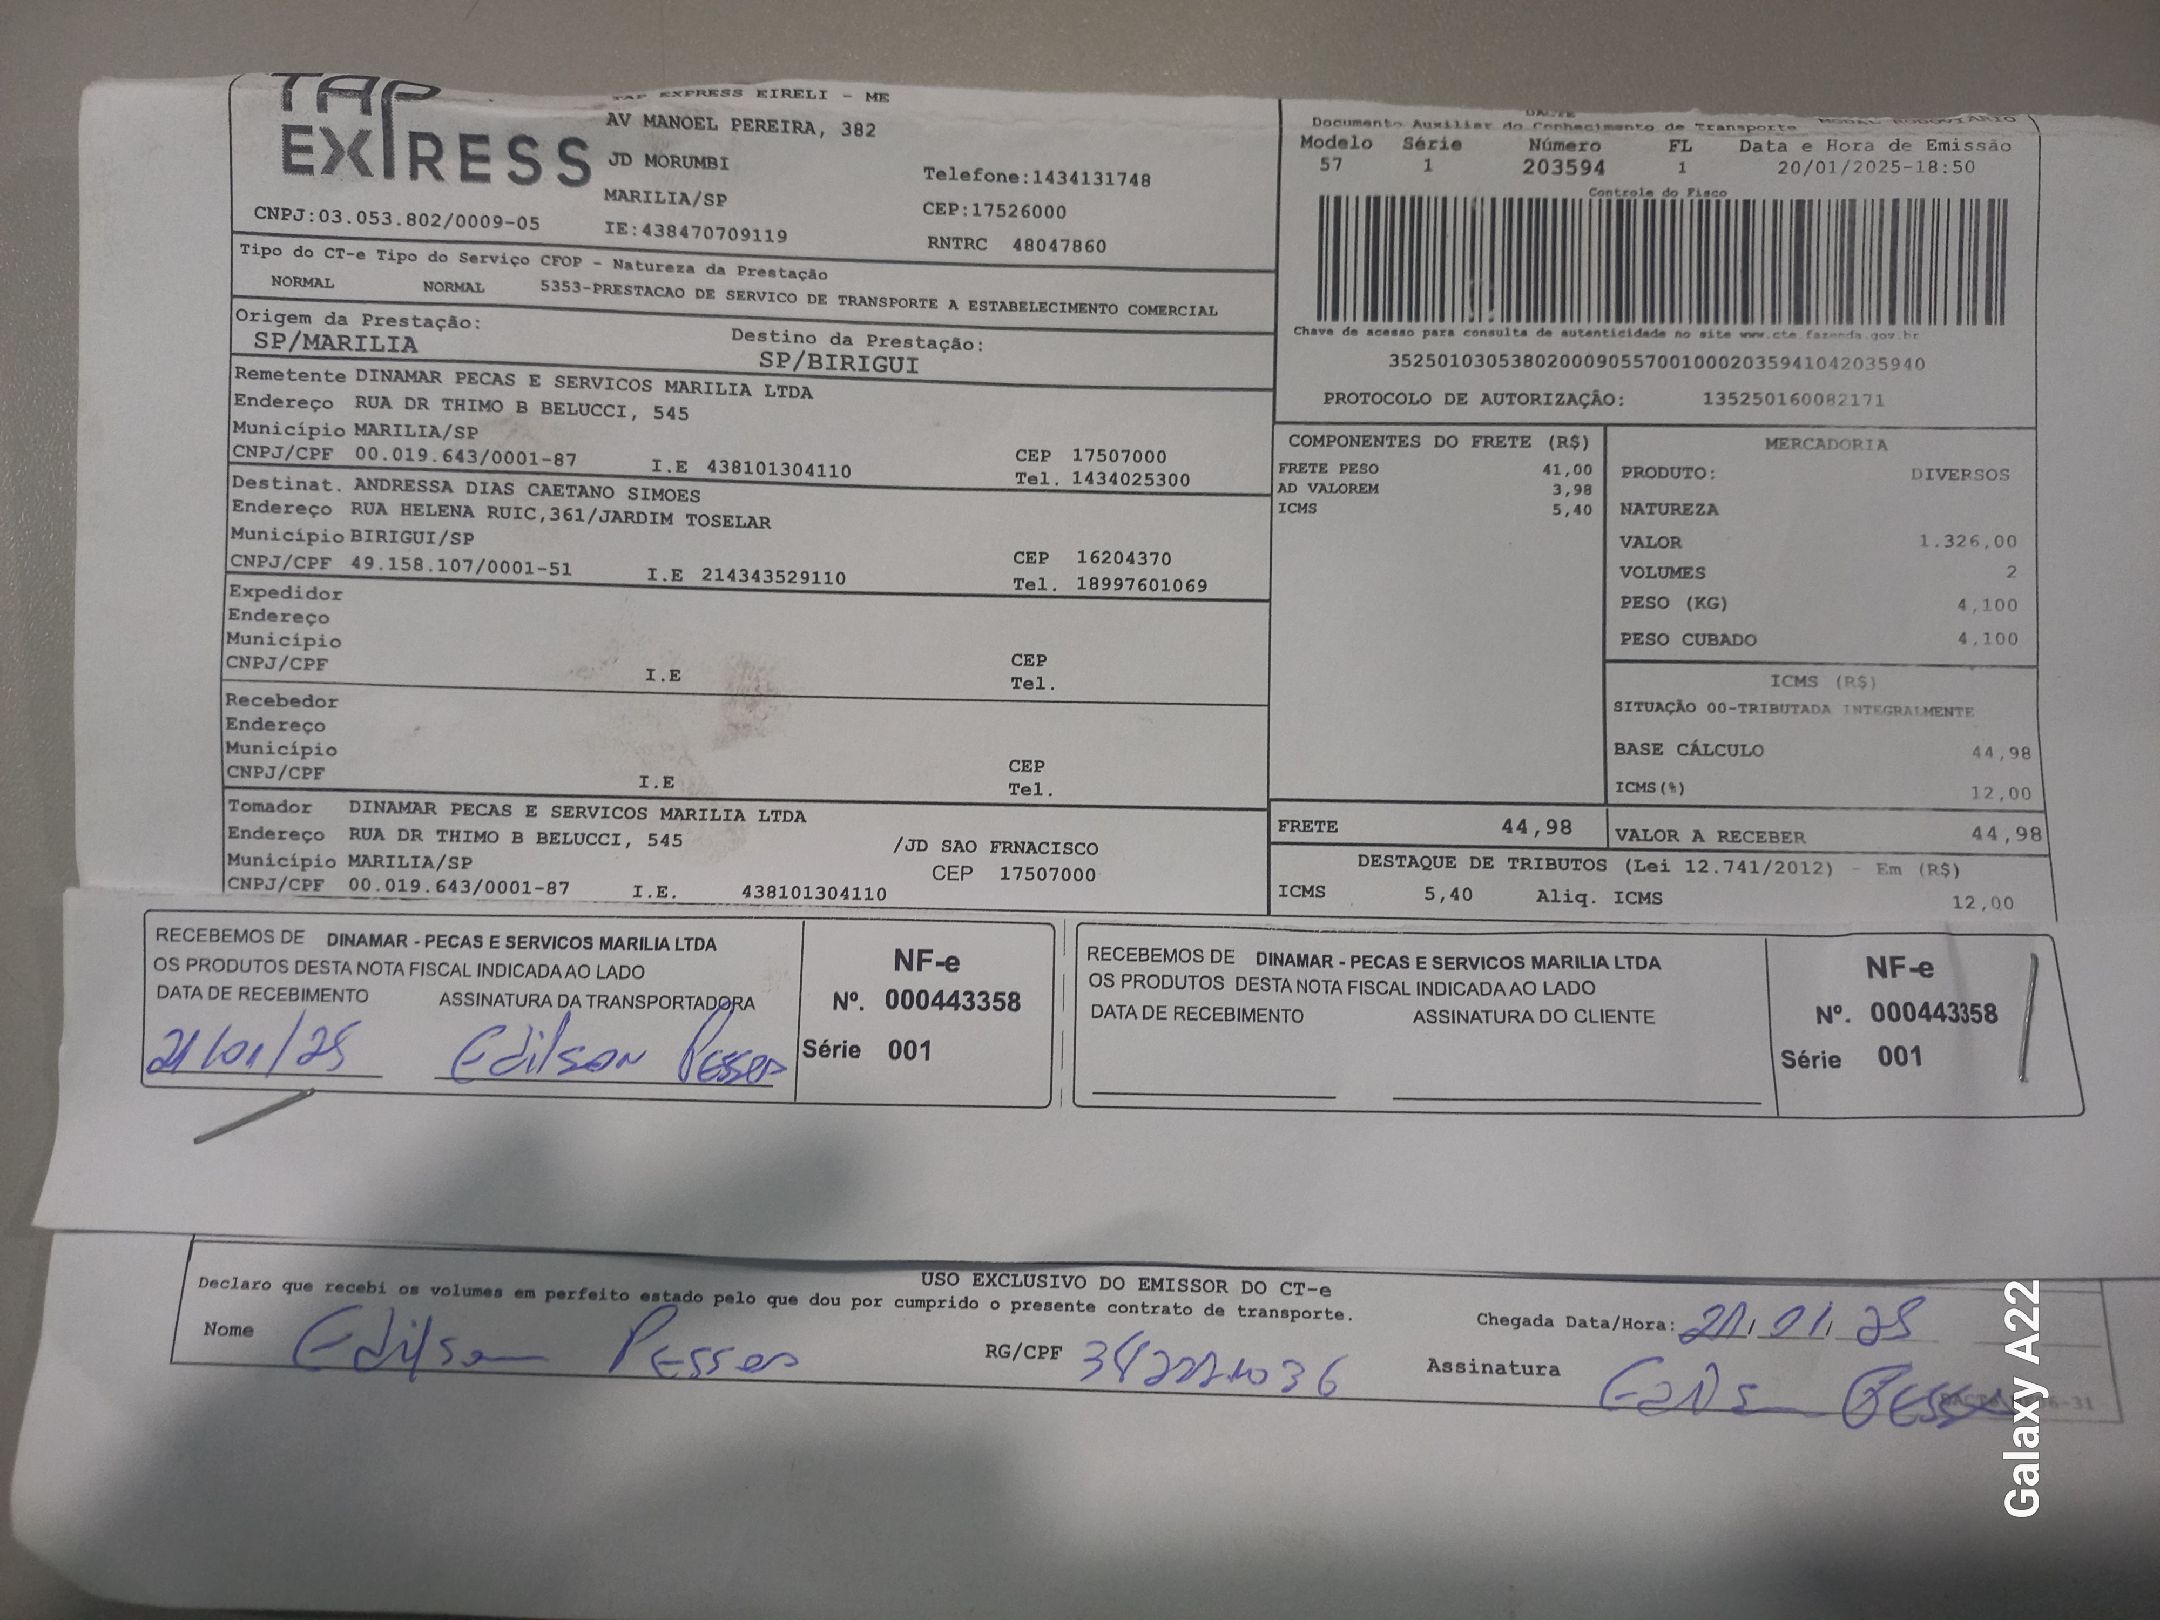 TAP
EXPRESS
TAP EXPRESS EIRELI - ME
AV MANOEL PEREIRA, 382
JD MORUMBI
Telefone:1434131748
MARILIA/SP
CEP:17526000
CNPJ:03.053.802/0009-05
IE:438470709119
RNTRC 48047860
DACTE
Documento Auxiliar do Conhecimento de Transporte MODAL RODOVIÁRIO
Modelo Série Número FL Data e Hora de Emissão
57 1 203594 1 20/01/2025-18:50
Controle do Fisco
Chave de acesso para consulta de autenticidade no site www.cte.fazenda.gov.br
35250103053802000905570010002035941042035940
PROTOCOLO DE AUTORIZAÇÃO: 135250160082171
Tipo do CT-e Tipo do Serviço CFOP - Natureza da Prestação
NORMAL NORMAL 5353-PRESTACAO DE SERVICO DE TRANSPORTE A ESTABELECIMENTO COMERCIAL
Origem da Prestação: Destino da Prestação:
SP/MARILIA SP/BIRIGUI
Remetente DINAMAR PECAS E SERVICOS MARILIA LTDA
Endereço RUA DR THIMO B BELUCCI, 545
Município MARILIA/SP CEP 17507000
CNPJ/CPF 00.019.643/0001-87 I.E 438101304110 Tel. 1434025300
Destinat. ANDRESSA DIAS CAETANO SIMOES
Endereço RUA HELENA RUIC,361/JARDIM TOSELAR
Município BIRIGUI/SP CEP 16204370
CNPJ/CPF 49.158.107/0001-51 I.E 214343529110 Tel. 18997601069
Expedidor
Endereço
Município CEP
CNPJ/CPF I.E Tel.
Recebedor
Endereço
Município CEP
CNPJ/CPF I.E Tel.
Tomador DINAMAR PECAS E SERVICOS MARILIA LTDA
Endereço RUA DR THIMO B BELUCCI, 545 /JD SAO FRNACISCO
Município MARILIA/SP CEP 17507000
CNPJ/CPF 00.019.643/0001-87 I.E. 438101304110
COMPONENTES DO FRETE (R$)
FRETE PESO 41,00
AD VALOREM 3,98
ICMS 5,40
MERCADORIA
PRODUTO: DIVERSOS
NATUREZA
VALOR 1.326,00
VOLUMES 2
PESO (KG) 4,100
PESO CUBADO 4,100
ICMS (R$)
SITUAÇÃO 00-TRIBUTADA INTEGRALMENTE
BASE CÁLCULO 44,98
ICMS(%) 12,00
FRETE 44,98 VALOR A RECEBER 44,98
DESTAQUE DE TRIBUTOS (Lei 12.741/2012) - Em (R$)
ICMS 5,40 Aliq. ICMS 12,00
RECEBEMOS DE DINAMAR - PECAS E SERVICOS MARILIA LTDA
OS PRODUTOS DESTA NOTA FISCAL INDICADA AO LADO
DATA DE RECEBIMENTO ASSINATURA DA TRANSPORTADORA
21/01/25 Edilson Pessoa
NF-e
Nº. 000443358
Série 001
RECEBEMOS DE DINAMAR - PECAS E SERVICOS MARILIA LTDA
OS PRODUTOS DESTA NOTA FISCAL INDICADA AO LADO
DATA DE RECEBIMENTO ASSINATURA DO CLIENTE
NF-e
Nº. 000443358
Série 001
USO EXCLUSIVO DO EMISSOR DO CT-e
Declaro que recebi os volumes em perfeito estado pelo que dou por cumprido o presente contrato de transporte.
Chegada Data/Hora: 21,01,25
Nome Edilson Pessoa RG/CPF
Assinatura
Galaxy A22